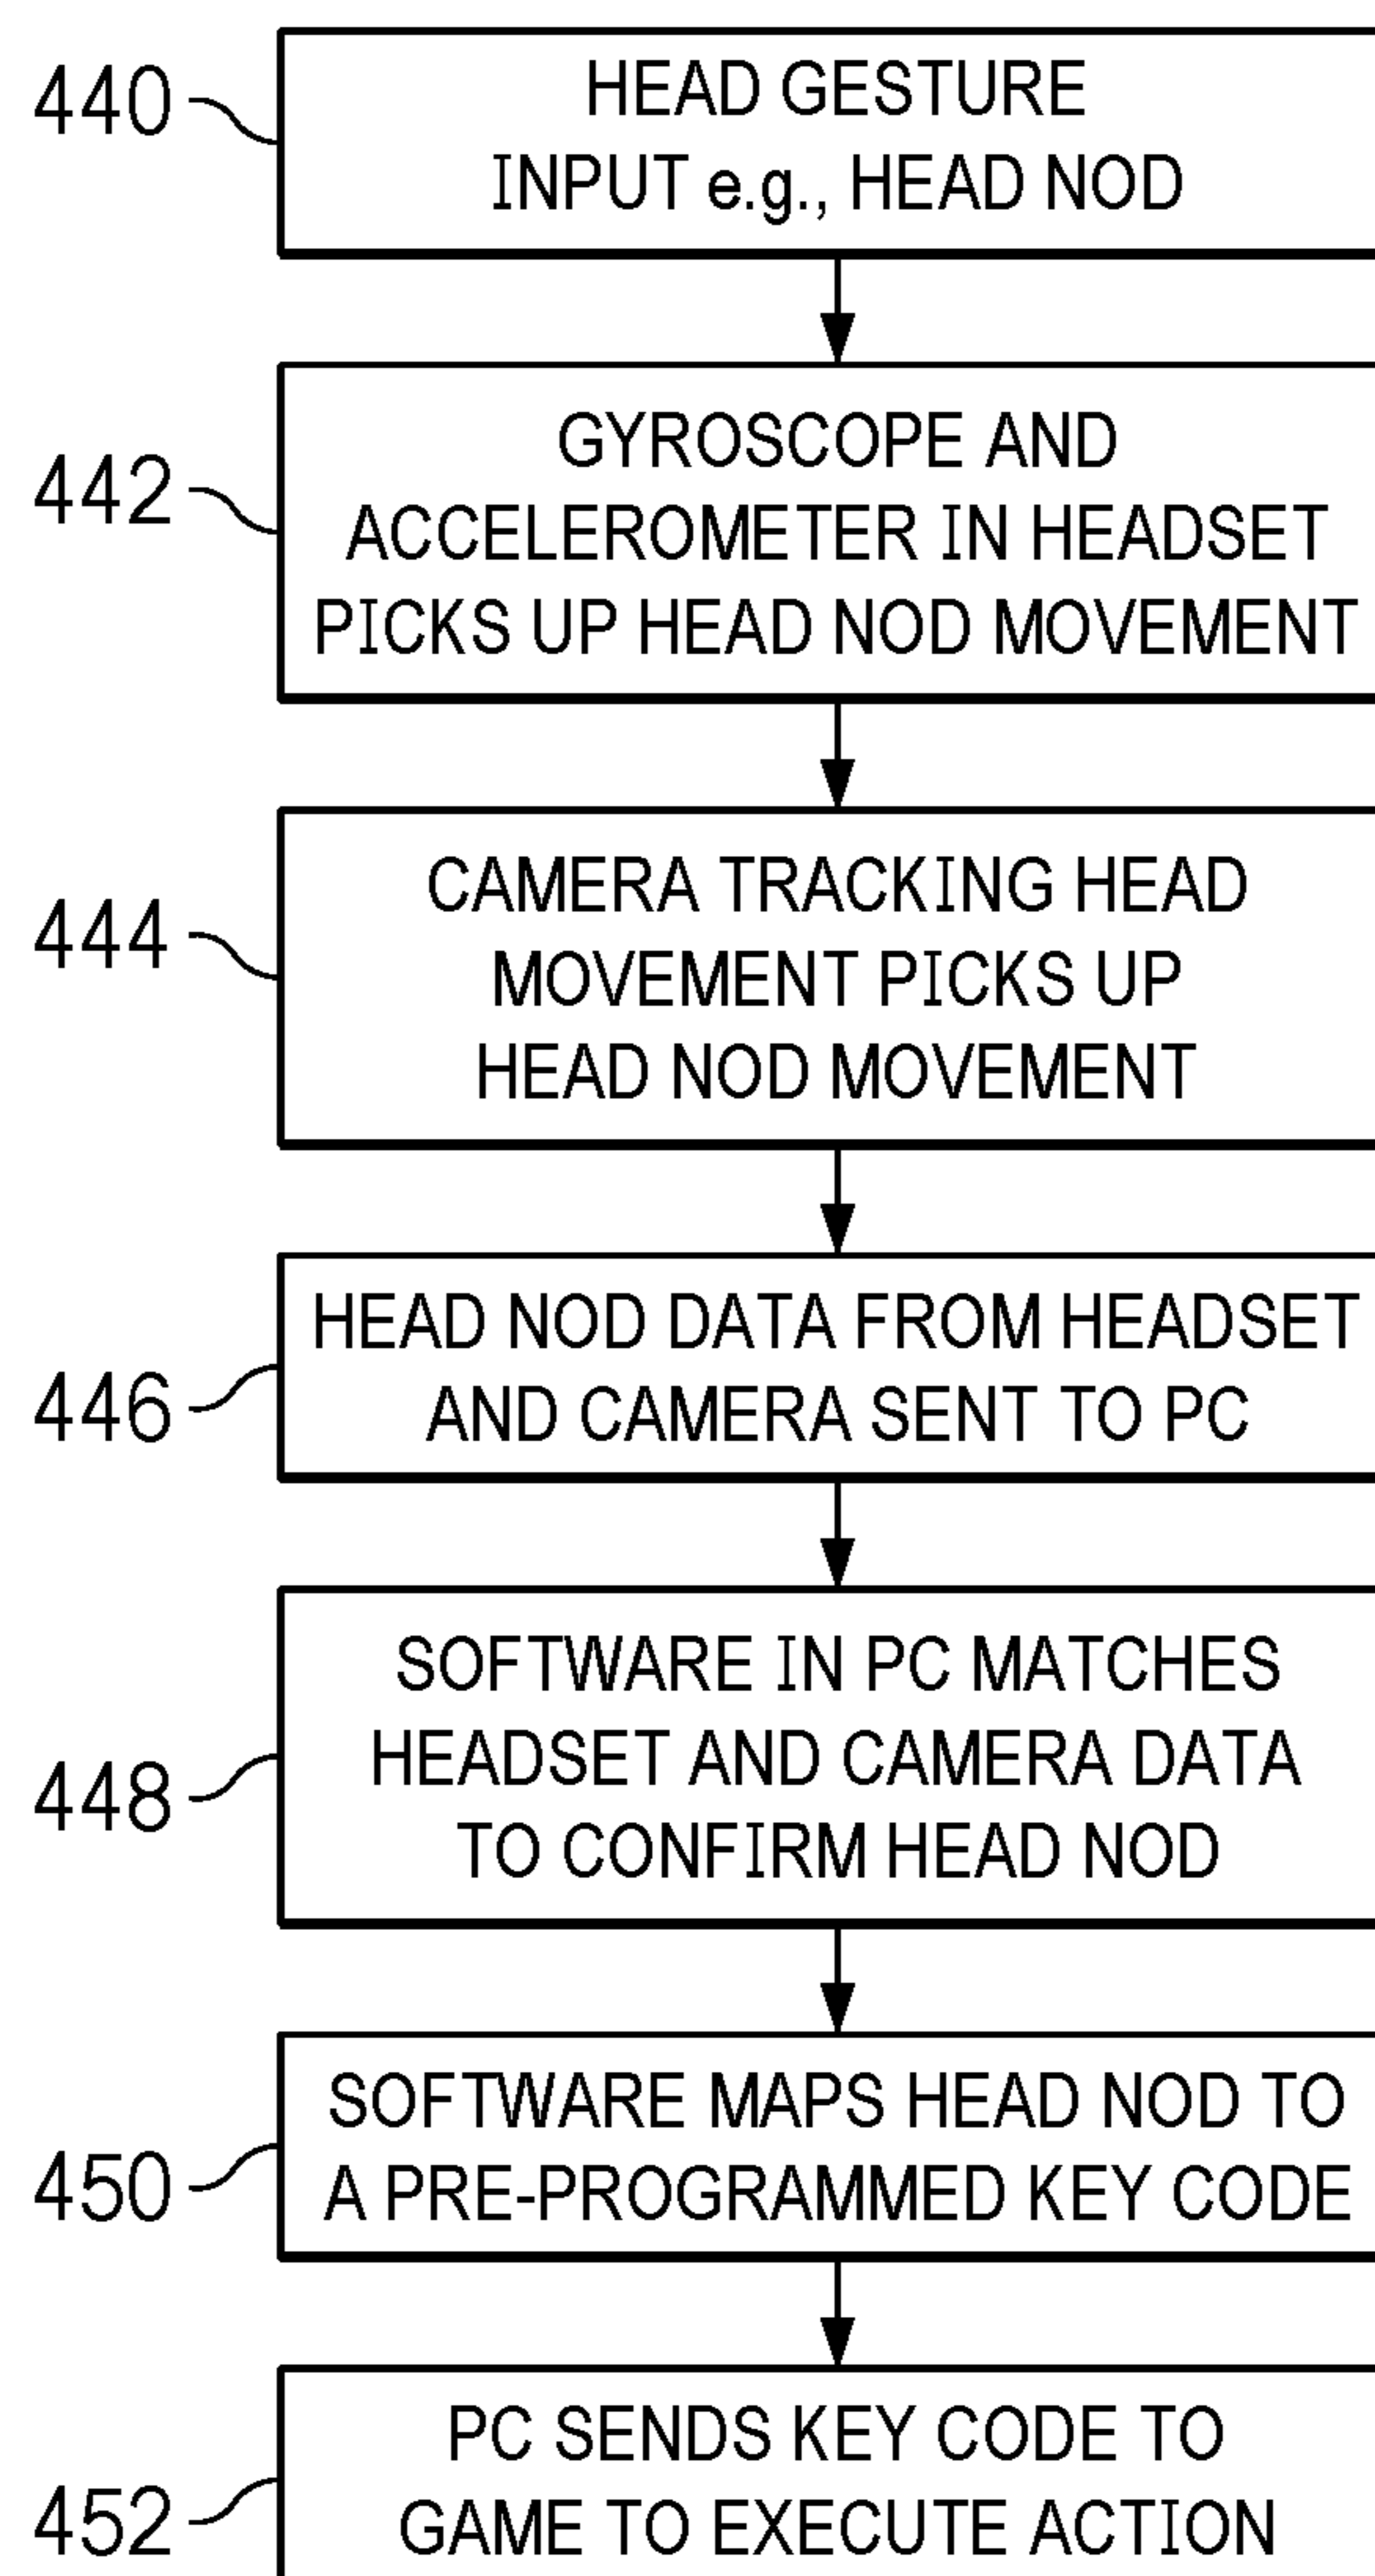 440
HEAD GESTURE
INPUT e.g., HEAD NOD
442
GYROSCOPE AND
ACCELEROMETER IN HEADSET
PICKS UP HEAD NOD MOVEMENT
444
CAMERA TRACKING HEAD
MOVEMENT PICKS UP
HEAD NOD MOVEMENT
446
HEAD NOD DATA FROM HEADSET
AND CAMERA SENT TO PC
448
SOFTWARE IN PC MATCHES
HEADSET AND CAMERA DATA
TO CONFIRM HEAD NOD
450
SOFTWARE MAPS HEAD NOD TO
A PRE-PROGRAMMED KEY CODE
452
PC SENDS KEY CODE TO
GAME TO EXECUTE ACTION